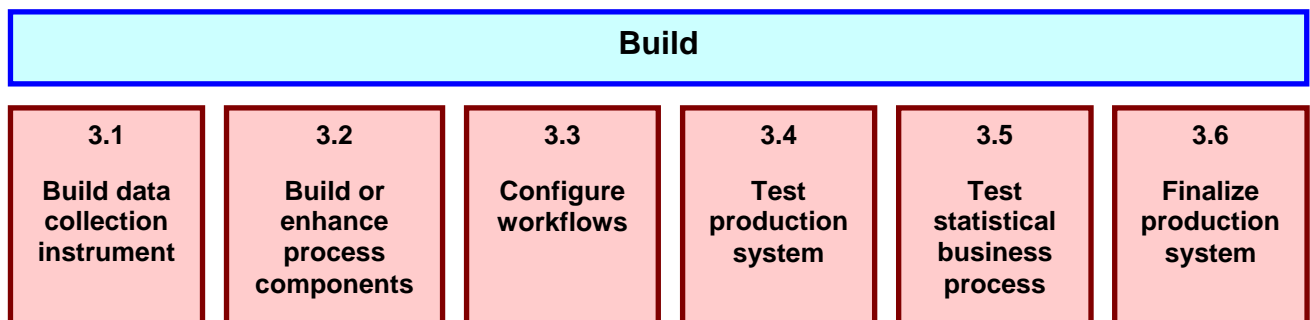 Build
3.1
Build data
collection
instrument
3.2
Build or
enhance
process
components
3.3
Configure
workflows
3.4
Test
production
system
3.5
Test
statistical
business
process
3.6
Finalize
production
system